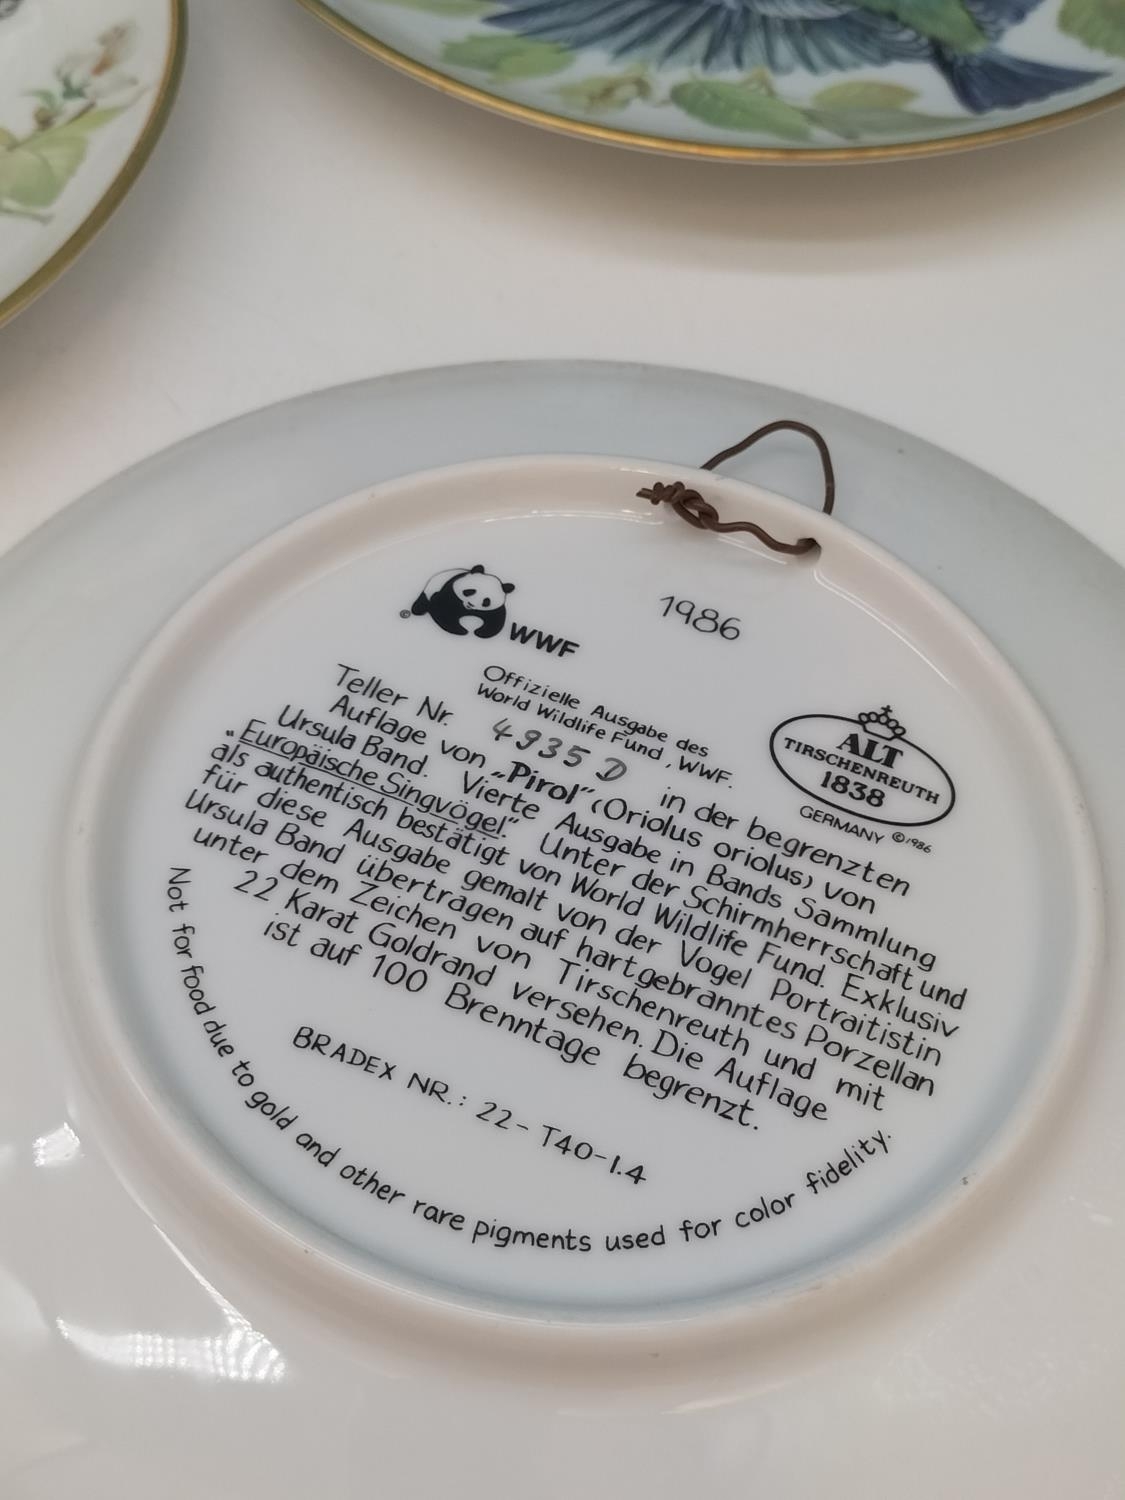 1986
© WWF
Offizielle Ausgabe des
World Wildlife Fund, WWF.
ALT
TIRSCHENREUTH
1838
GERMANY ©1986
Teller Nr. 4935 D in der begrenzten
Auflage von „Pirol" (Oriolus oriolus) von
Ursula Band. Vierte Ausgabe in Bands Sammlung
„Europäische Singvögel." Unter der Schirmherrschaft und
als authentisch bestätigt von World Wildlife Fund. Exklusiv
für diese Ausgabe gemalt von der Vogel Portraitistin
Ursula Band übertragen auf hartgebranntes Porzellan
unter dem Zeichen von Tirschenreuth und mit
22 Karat Goldrand versehen. Die Auflage
ist auf 100 Brenntage begrenzt.
BRADEX NR.: 22-T40-1.4
Not for food due to gold and other rare pigments used for color fidelity.